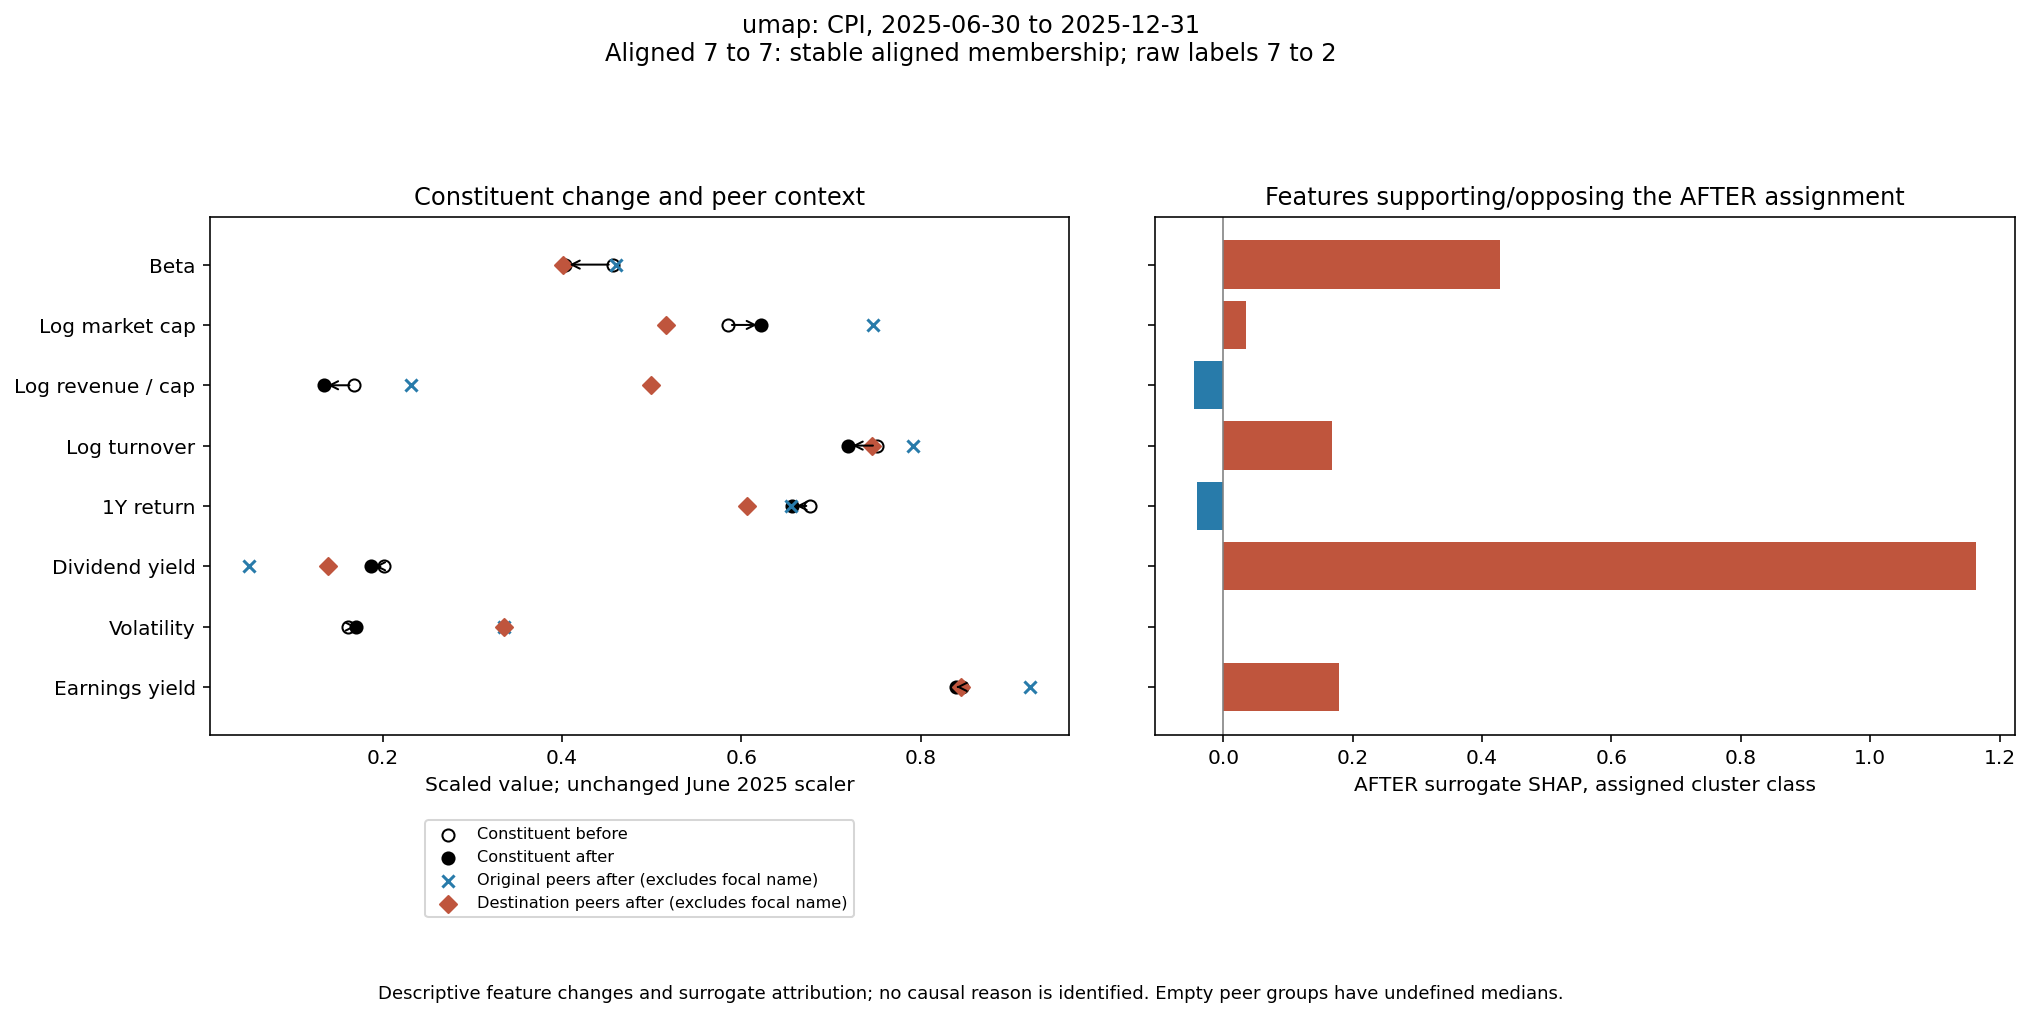 umap: CPI, 2025-06-30 to 2025-12-31
Aligned 7 to 7: stable aligned membership; raw labels 7 to 2
Constituent change and peer context
Beta
Log market cap
Log revenue / cap
Log turnover
1Y return
Dividend yield
Volatility
Earnings yield
0.2 0.4 0.6 0.8
Scaled value; unchanged June 2025 scaler
Constituent before
Constituent after
Original peers after (excludes focal name)
Destination peers after (excludes focal name)
Features supporting/opposing the AFTER assignment
0.0 0.2 0.4 0.6 0.8 1.0 1.2
AFTER surrogate SHAP, assigned cluster class
Descriptive feature changes and surrogate attribution; no causal reason is identified. Empty peer groups have undefined medians.